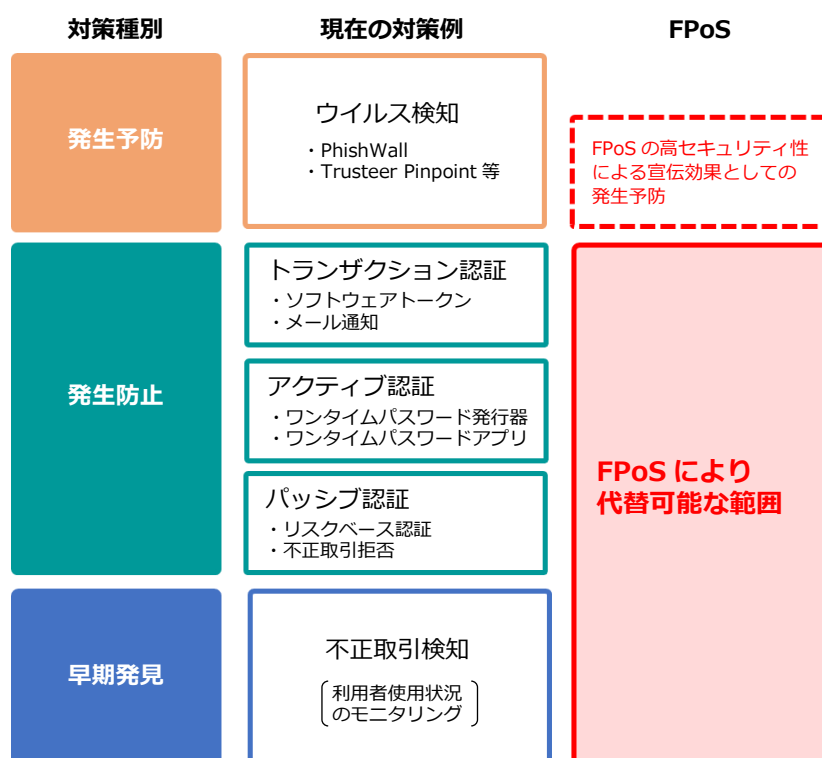 対策種別
現在の対策例
FPoS
発生予防
ウイルス検知
・PhishWall
・Trusteer Pinpoint 等
FPoS の高セキュリティ性
による宣伝効果としての
発生予防
発生防止
トランザクション認証
・ソフトウェアトークン
・メール通知
アクティブ認証
・ワンタイムパスワード発行器
・ワンタイムパスワードアプリ
パッシブ認証
・リスクベース認証
・不正取引拒否
FPoS により
代替可能な範囲
早期発見
不正取引検知
利用者使用状況
のモニタリング